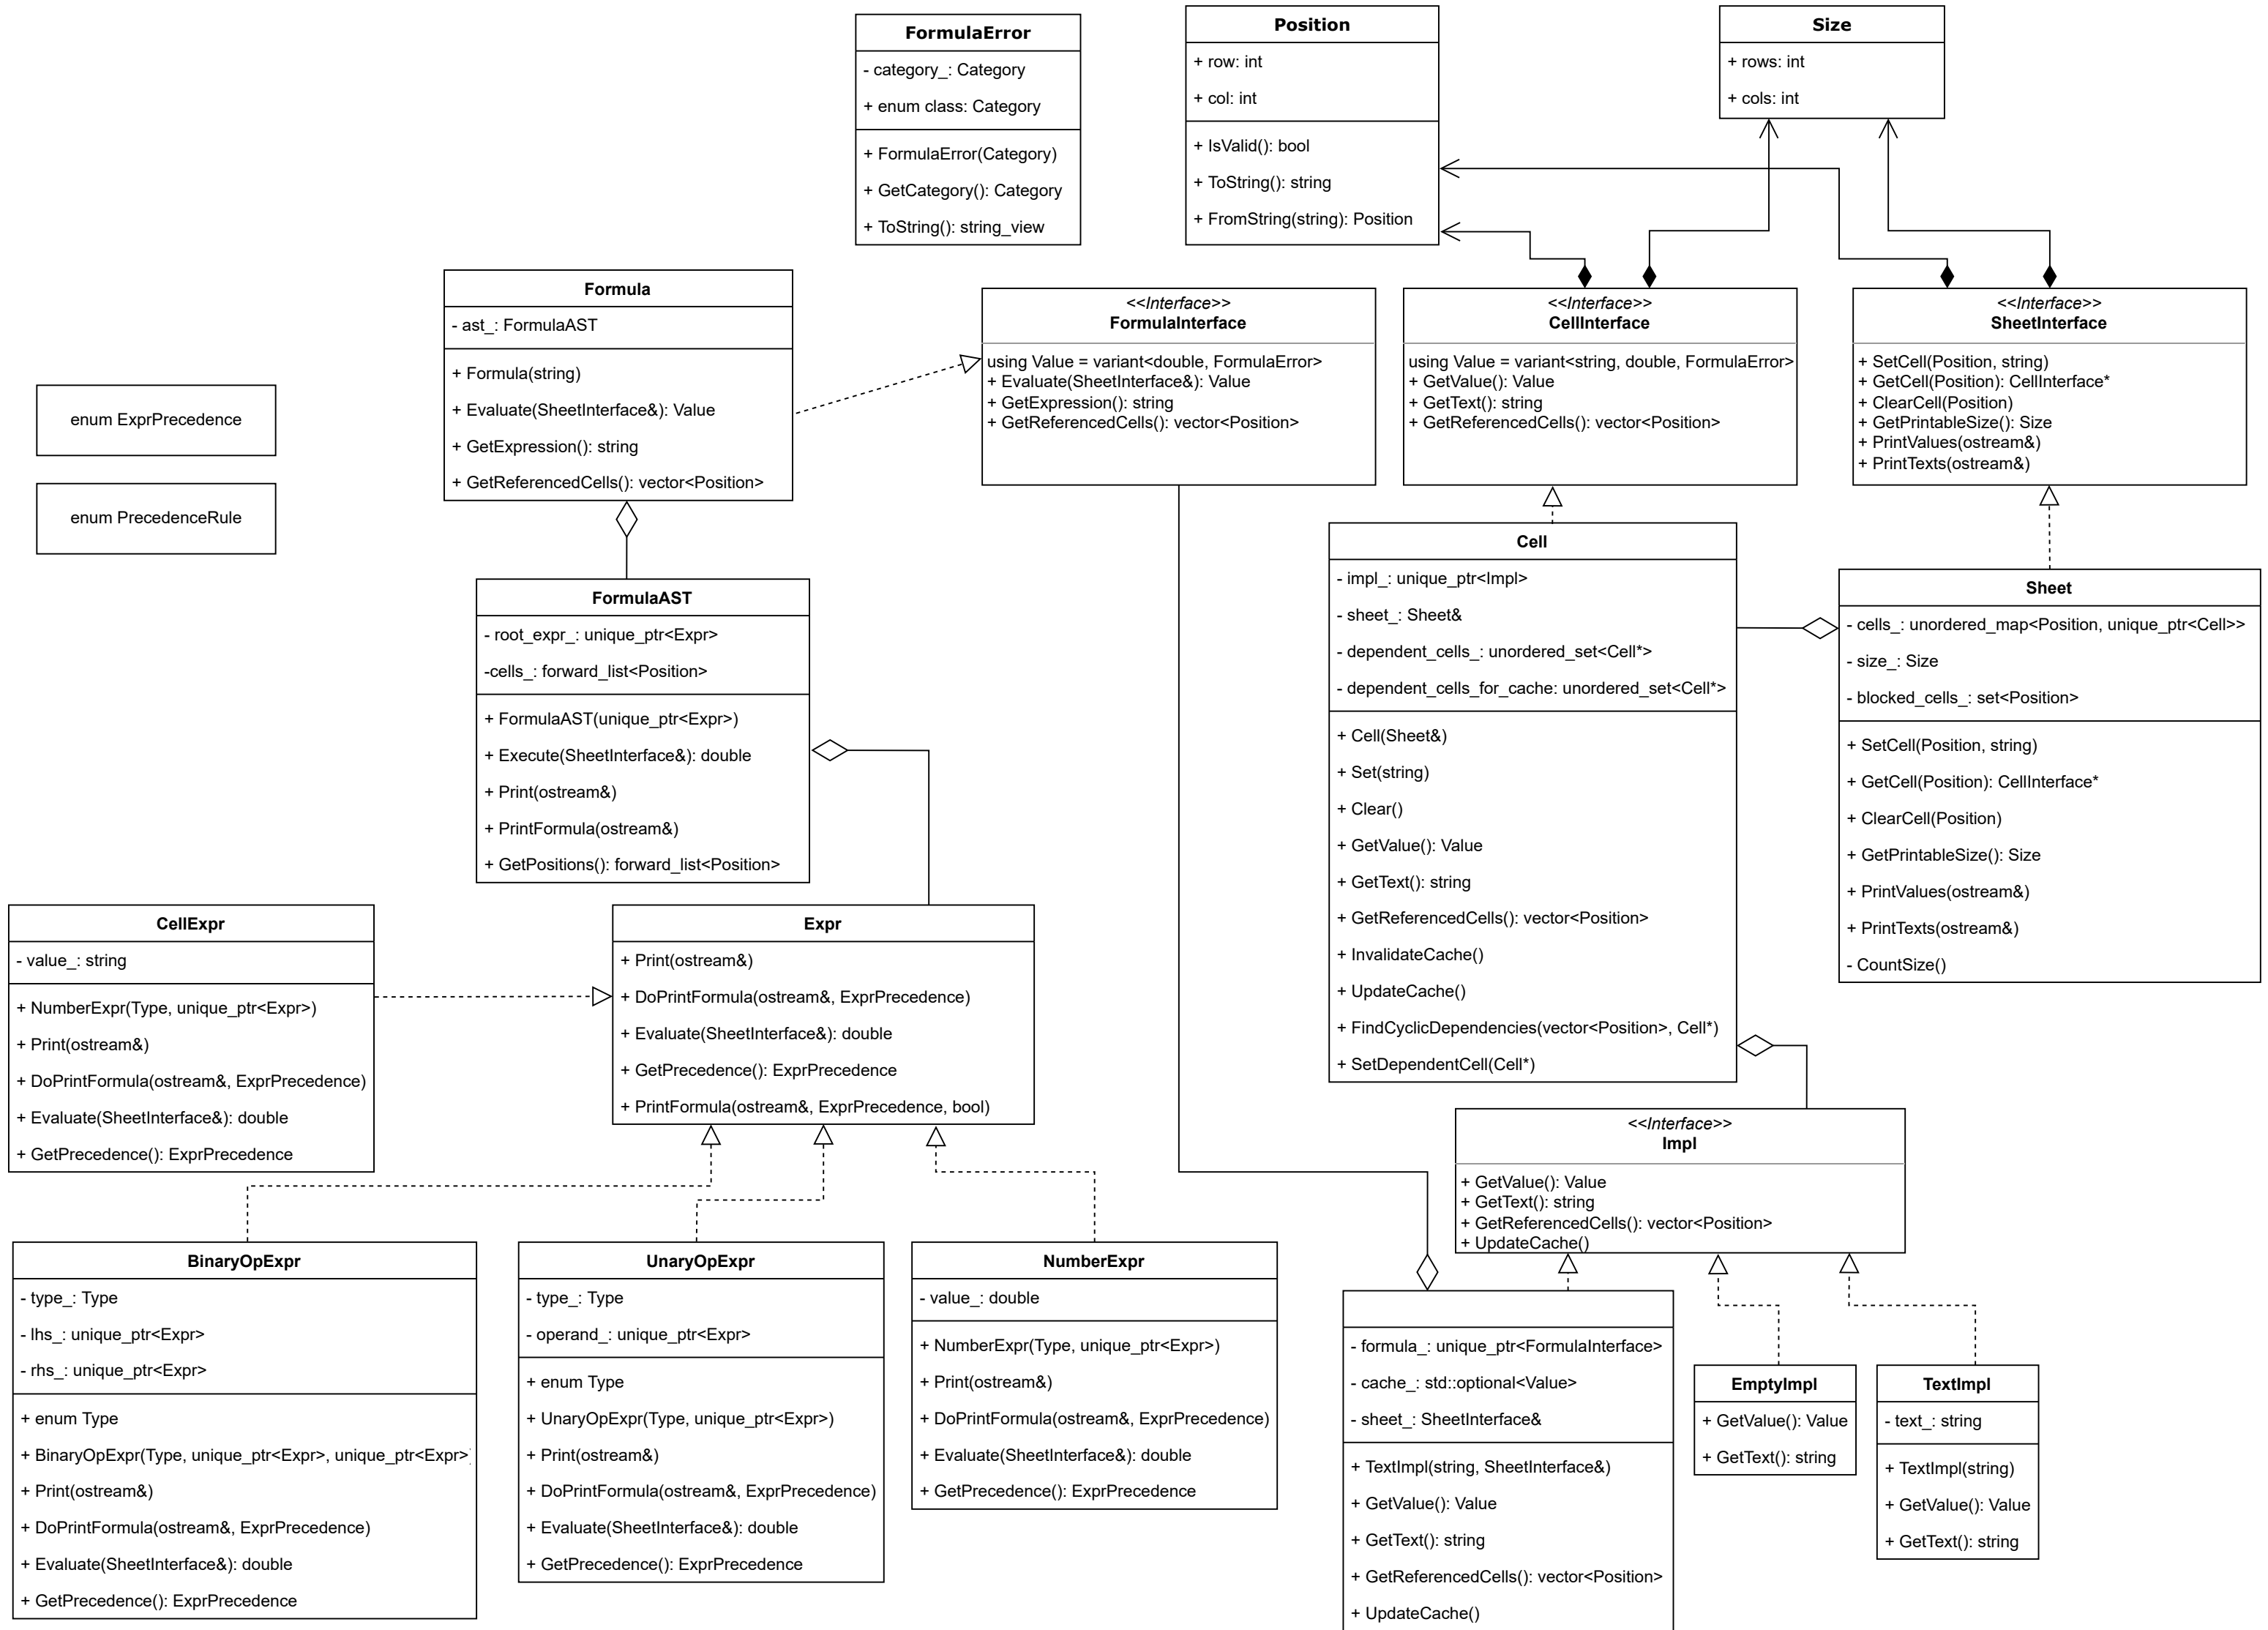 FormulaError
- category_: Category
+ enum class: Category
+ FormulaError(Category)
+ GetCategory(): Category
+ ToString(): string_view
Position
+ row: int
+ col: int
+ IsValid(): bool
+ ToString(): string
+ FromString(string): Position
Size
+ rows: int
+ cols: int
Formula
- ast_: FormulaAST
+ Formula(string)
+ Evaluate(SheetInterface&): Value
+ GetExpression(): string
+ GetReferencedCells(): vector<Position>
<<Interface>>
FormulaInterface
using Value = variant<double, FormulaError>
+ Evaluate(SheetInterface&): Value
+ GetExpression(): string
+ GetReferencedCells(): vector<Position>
<<Interface>>
CellInterface
using Value = variant<string, double, FormulaError>
+ GetValue(): Value
+ GetText(): string
+ GetReferencedCells(): vector<Position>
<<Interface>>
SheetInterface
+ SetCell(Position, string)
+ GetCell(Position): CellInterface*
+ ClearCell(Position)
+ GetPrintableSize(): Size
+ PrintValues(ostream&)
+ PrintTexts(ostream&)
enum ExprPrecedence
enum PrecedenceRule
FormulaAST
- root_expr_: unique_ptr<Expr>
-cells_: forward_list<Position>
+ FormulaAST(unique_ptr<Expr>)
+ Execute(SheetInterface&): double
+ Print(ostream&)
+ PrintFormula(ostream&)
+ GetPositions(): forward_list<Position>
Cell
- impl_: unique_ptr<Impl>
- sheet_: Sheet&
- dependent_cells_: unordered_set<Cell*>
- dependent_cells_for_cache: unordered_set<Cell*>
+ Cell(Sheet&)
+ Set(string)
+ Clear()
+ GetValue(): Value
+ GetText(): string
+ GetReferencedCells(): vector<Position>
+ InvalidateCache()
+ UpdateCache()
+ FindCyclicDependencies(vector<Position>, Cell*)
+ SetDependentCell(Cell*)
Sheet
- cells_: unordered_map<Position, unique_ptr<Cell>>
- size_: Size
- blocked_cells_: set<Position>
+ SetCell(Position, string)
+ GetCell(Position): CellInterface*
+ ClearCell(Position)
+ GetPrintableSize(): Size
+ PrintValues(ostream&)
+ PrintTexts(ostream&)
- CountSize()
CellExpr
- value_: string
+ NumberExpr(Type, unique_ptr<Expr>)
+ Print(ostream&)
+ DoPrintFormula(ostream&, ExprPrecedence)
+ Evaluate(SheetInterface&): double
+ GetPrecedence(): ExprPrecedence
Expr
+ Print(ostream&)
+ DoPrintFormula(ostream&, ExprPrecedence)
+ Evaluate(SheetInterface&): double
+ GetPrecedence(): ExprPrecedence
+ PrintFormula(ostream&, ExprPrecedence, bool)
<<Interface>>
Impl
+ GetValue(): Value
+ GetText(): string
+ GetReferencedCells(): vector<Position>
+ UpdateCache()
BinaryOpExpr
- type_: Type
- lhs_: unique_ptr<Expr>
- rhs_: unique_ptr<Expr>
+ enum Type
+ BinaryOpExpr(Type, unique_ptr<Expr>, unique_ptr<Expr>)
+ Print(ostream&)
+ DoPrintFormula(ostream&, ExprPrecedence)
+ Evaluate(SheetInterface&): double
+ GetPrecedence(): ExprPrecedence
UnaryOpExpr
- type_: Type
- operand_: unique_ptr<Expr>
+ enum Type
+ UnaryOpExpr(Type, unique_ptr<Expr>)
+ Print(ostream&)
+ DoPrintFormula(ostream&, ExprPrecedence)
+ Evaluate(SheetInterface&): double
+ GetPrecedence(): ExprPrecedence
NumberExpr
- value_: double
+ NumberExpr(Type, unique_ptr<Expr>)
+ Print(ostream&)
+ DoPrintFormula(ostream&, ExprPrecedence)
+ Evaluate(SheetInterface&): double
+ GetPrecedence(): ExprPrecedence
- formula_: unique_ptr<FormulaInterface>
- cache_: std::optional<Value>
- sheet_: SheetInterface&
+ TextImpl(string, SheetInterface&)
+ GetValue(): Value
+ GetText(): string
+ GetReferencedCells(): vector<Position>
+ UpdateCache()
EmptyImpl
+ GetValue(): Value
+ GetText(): string
TextImpl
- text_: string
+ TextImpl(string)
+ GetValue(): Value
+ GetText(): string